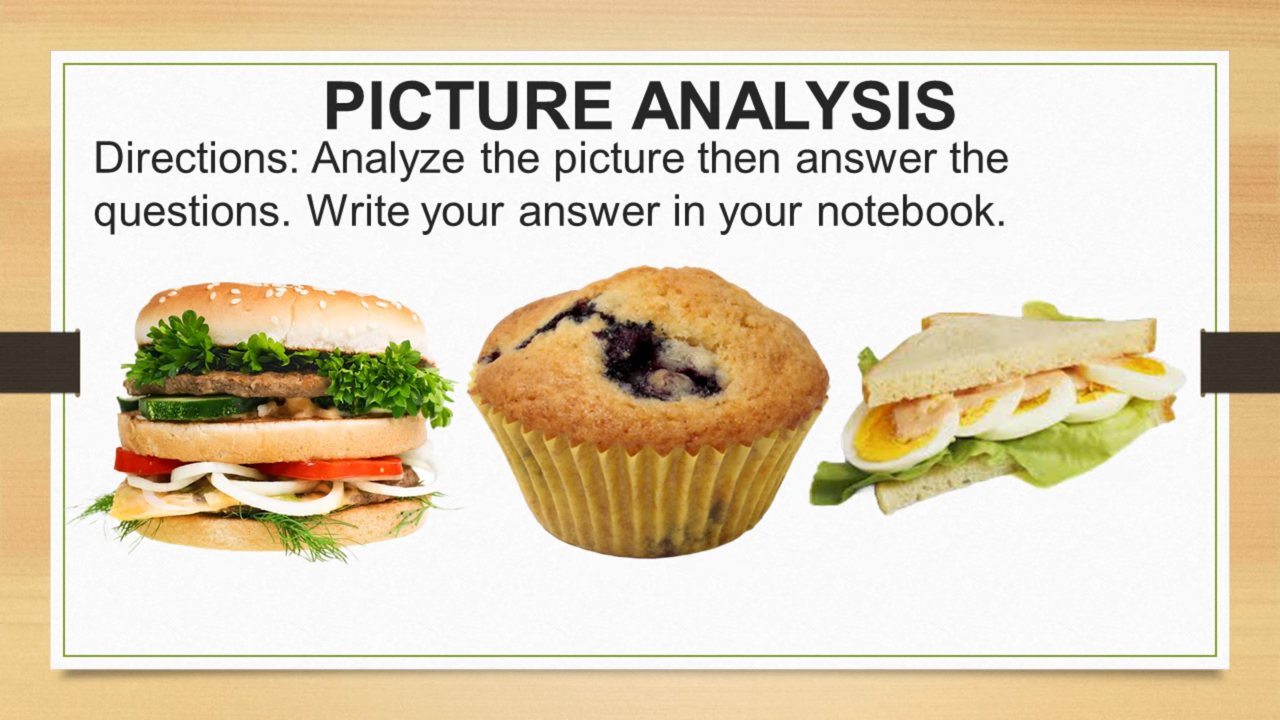 PICTURE ANALYSIS
Directions: Analyze the picture then answer the
questions. Write your answer in your notebook.